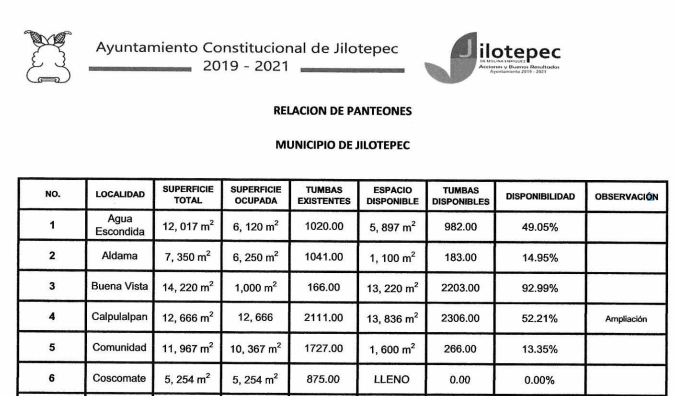 Ayuntamiento Constitucional de Jilotepec
2019 - 2021
Jilotepec
DE MOLINA ENRÍQUEZ
Acciones y Buenos Resultados
Ayuntamiento 2019 - 2021
RELACION DE PANTEONES
MUNICIPIO DE JILOTEPEC
NO. LOCALIDAD SUPERFICIE TOTAL SUPERFICIE OCUPADA TUMBAS EXISTENTES ESPACIO DISPONIBLE TUMBAS DISPONIBLES DISPONIBILIDAD OBSERVACIÓN
1 Agua Escondida 12, 017 m² 6, 120 m² 1020.00 5, 897 m² 982.00 49.05%
2 Aldama 7, 350 m² 6, 250 m² 1041.00 1, 100 m² 183.00 14.95%
3 Buena Vista 14, 220 m² 1,000 m² 166.00 13, 220 m² 2203.00 92.99%
4 Calpulalpan 12, 666 m² 12, 666 2111.00 13, 836 m² 2306.00 52.21% Ampliación
5 Comunidad 11, 967 m² 10, 367 m² 1727.00 1, 600 m² 266.00 13.35%
6 Coscomate 5, 254 m² 5, 254 m² 875.00 LLENO 0.00 0.00%